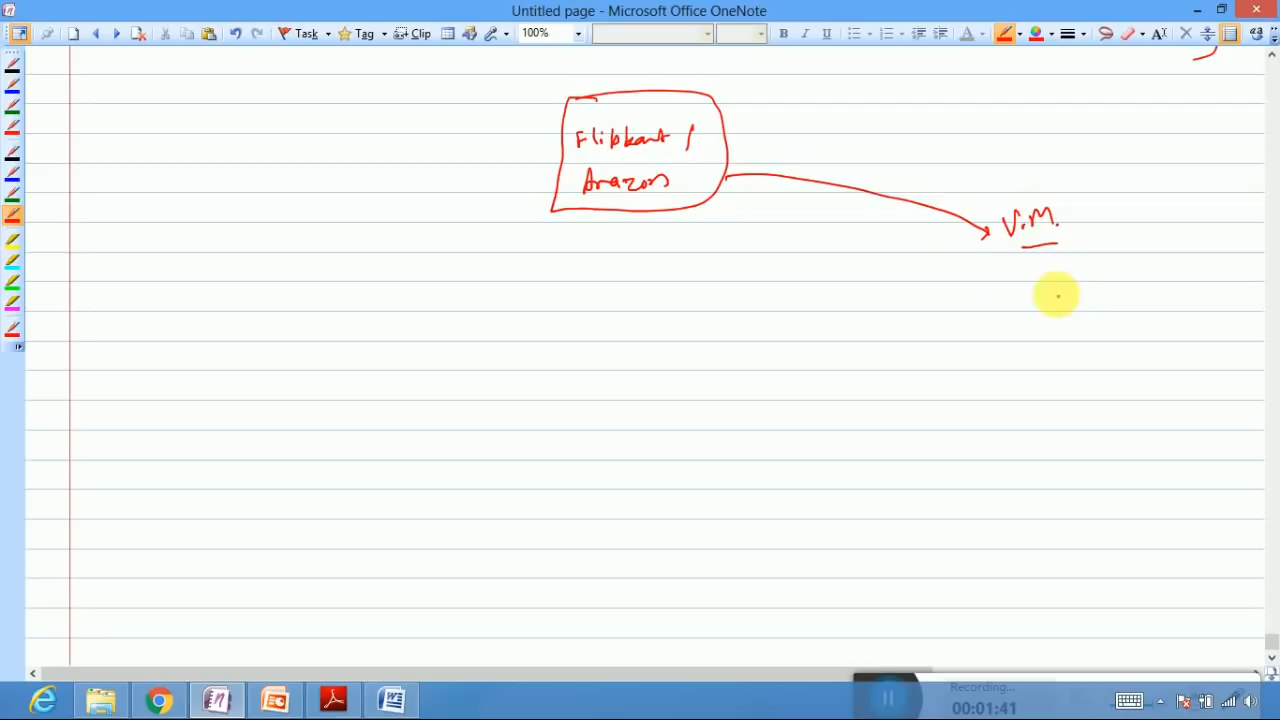 Untitled page - Microsoft Office OneNote
Task Tag Clip 100% B I U
Flipkart /
Amazon
V.M.
Recording...
00:01:41